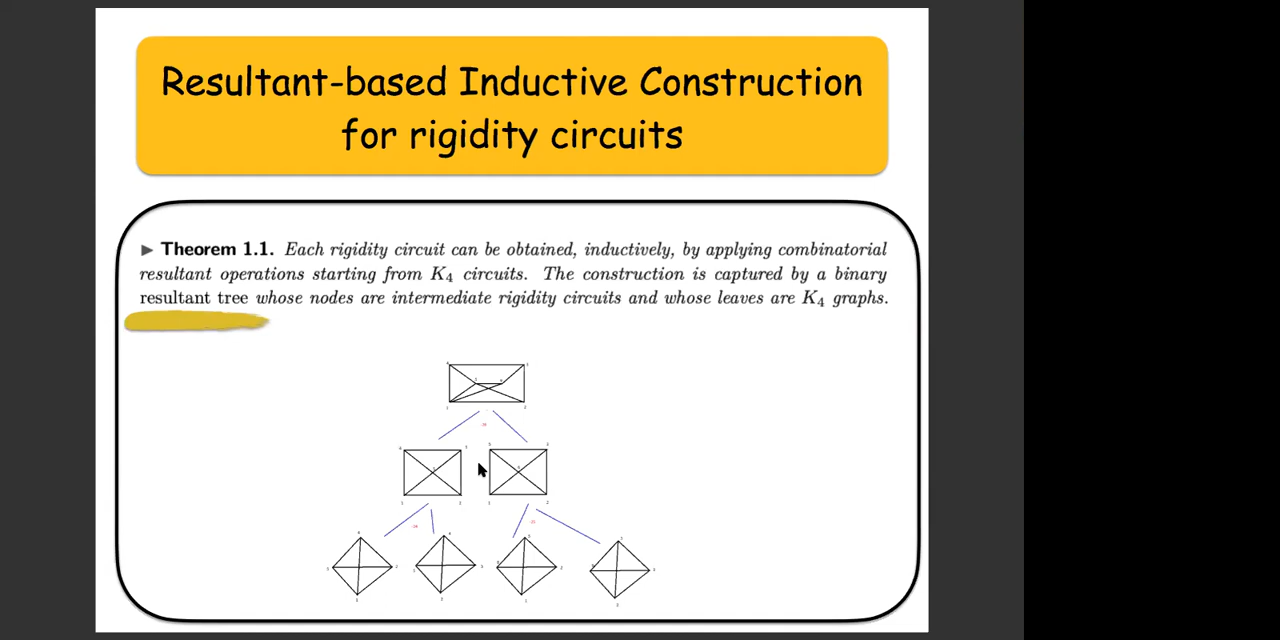 Resultant-based Inductive Construction
for rigidity circuits
▶ Theorem 1.1. Each rigidity circuit can be obtained, inductively, by applying combinatorial
resultant operations starting from K₄ circuits. The construction is captured by a binary
resultant tree whose nodes are intermediate rigidity circuits and whose leaves are K₄ graphs.